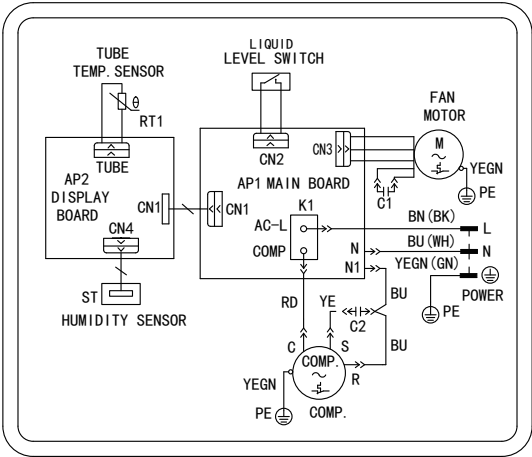 TUBE
TEMP. SENSOR
θ
RT1
TUBE
AP2
DISPLAY
BOARD
CN1
CN4
ST
HUMIDITY SENSOR
LIQUID
LEVEL SWITCH
CN2
CN3
AP1 MAIN BOARD
CN1
K1
AC-L
COMP
N
N1
FAN
MOTOR
M
YEGN
PE
C1
BN(BK)
L
BU(WH)
N
YEGN(GN)
POWER
PE
RD
YE
C2
BU
BU
C
S
R
COMP.
YEGN
PE
COMP.